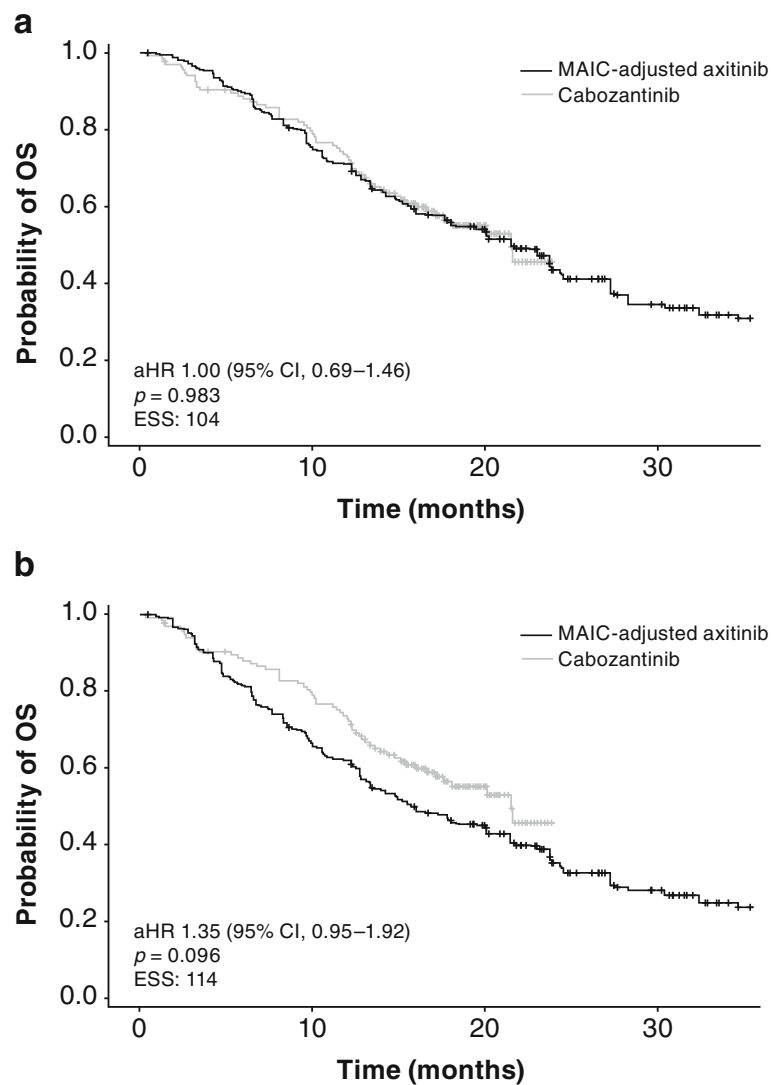 a
1.0
0.8
0.6
0.4
0.2
0.0
Probability of OS
MAIC-adjusted axitinib
Cabozantinib
aHR 1.00 (95% CI, 0.69–1.46)
p = 0.983
ESS: 104
0 10 20 30
Time (months)
b
1.0
0.8
0.6
0.4
0.2
0.0
Probability of OS
MAIC-adjusted axitinib
Cabozantinib
aHR 1.35 (95% CI, 0.95–1.92)
p = 0.096
ESS: 114
0 10 20 30
Time (months)